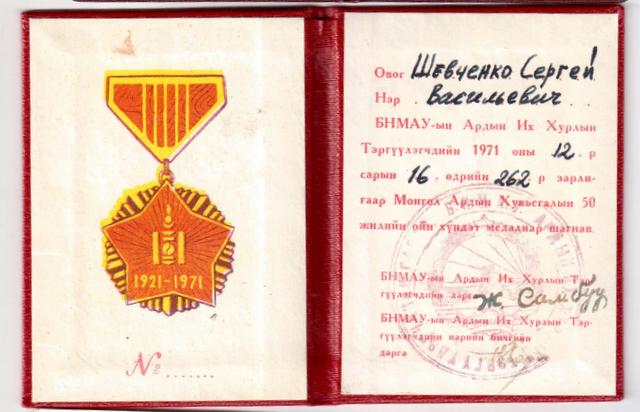 1921-1971
№ .......
Овог Шевченко Сергей
Нэр . Васильевич . . .
БНМАУ-ын Ардын Их Хурлын
Тэргүүлэгчдийн 1971 оны 12. р
сарын 16. өдрийн 262 р зарли-
гаар Монгол Ардын Хувьсгалын 50
жилийн ойн хүндэт медалиар шагнав.
БНМАУ-ын Ардын Их Хурлын Тэр-
гүүлэгчдийн дарга Ж. Самбуу
БНМАУ-ын Ардын Их Хурлын Тэр-
гүүлэгчдийн нарийн бичгийн
дарга